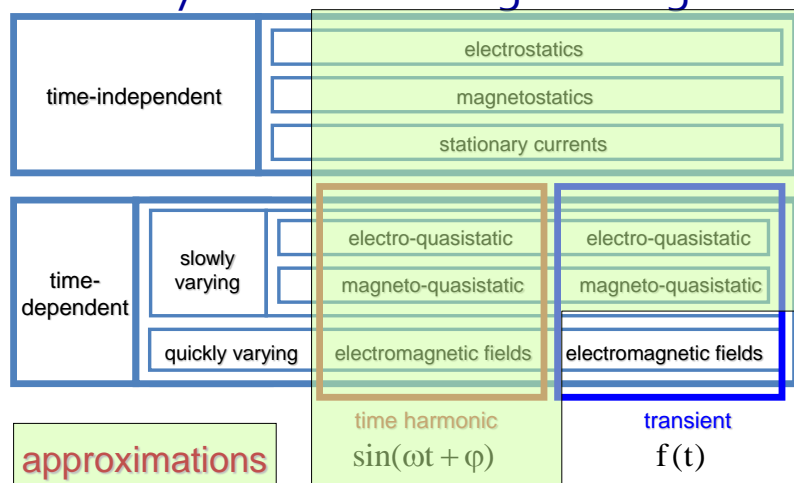 electrostatics
time-independent
magnetostatics
stationary currents
slowly
varying
electro-quasistatic
electro-quasistatic
time-
dependent
magneto-quasistatic
magneto-quasistatic
quickly varying
electromagnetic fields
electromagnetic fields
time harmonic
transient
approximations
sin(ωt + φ)
f(t)